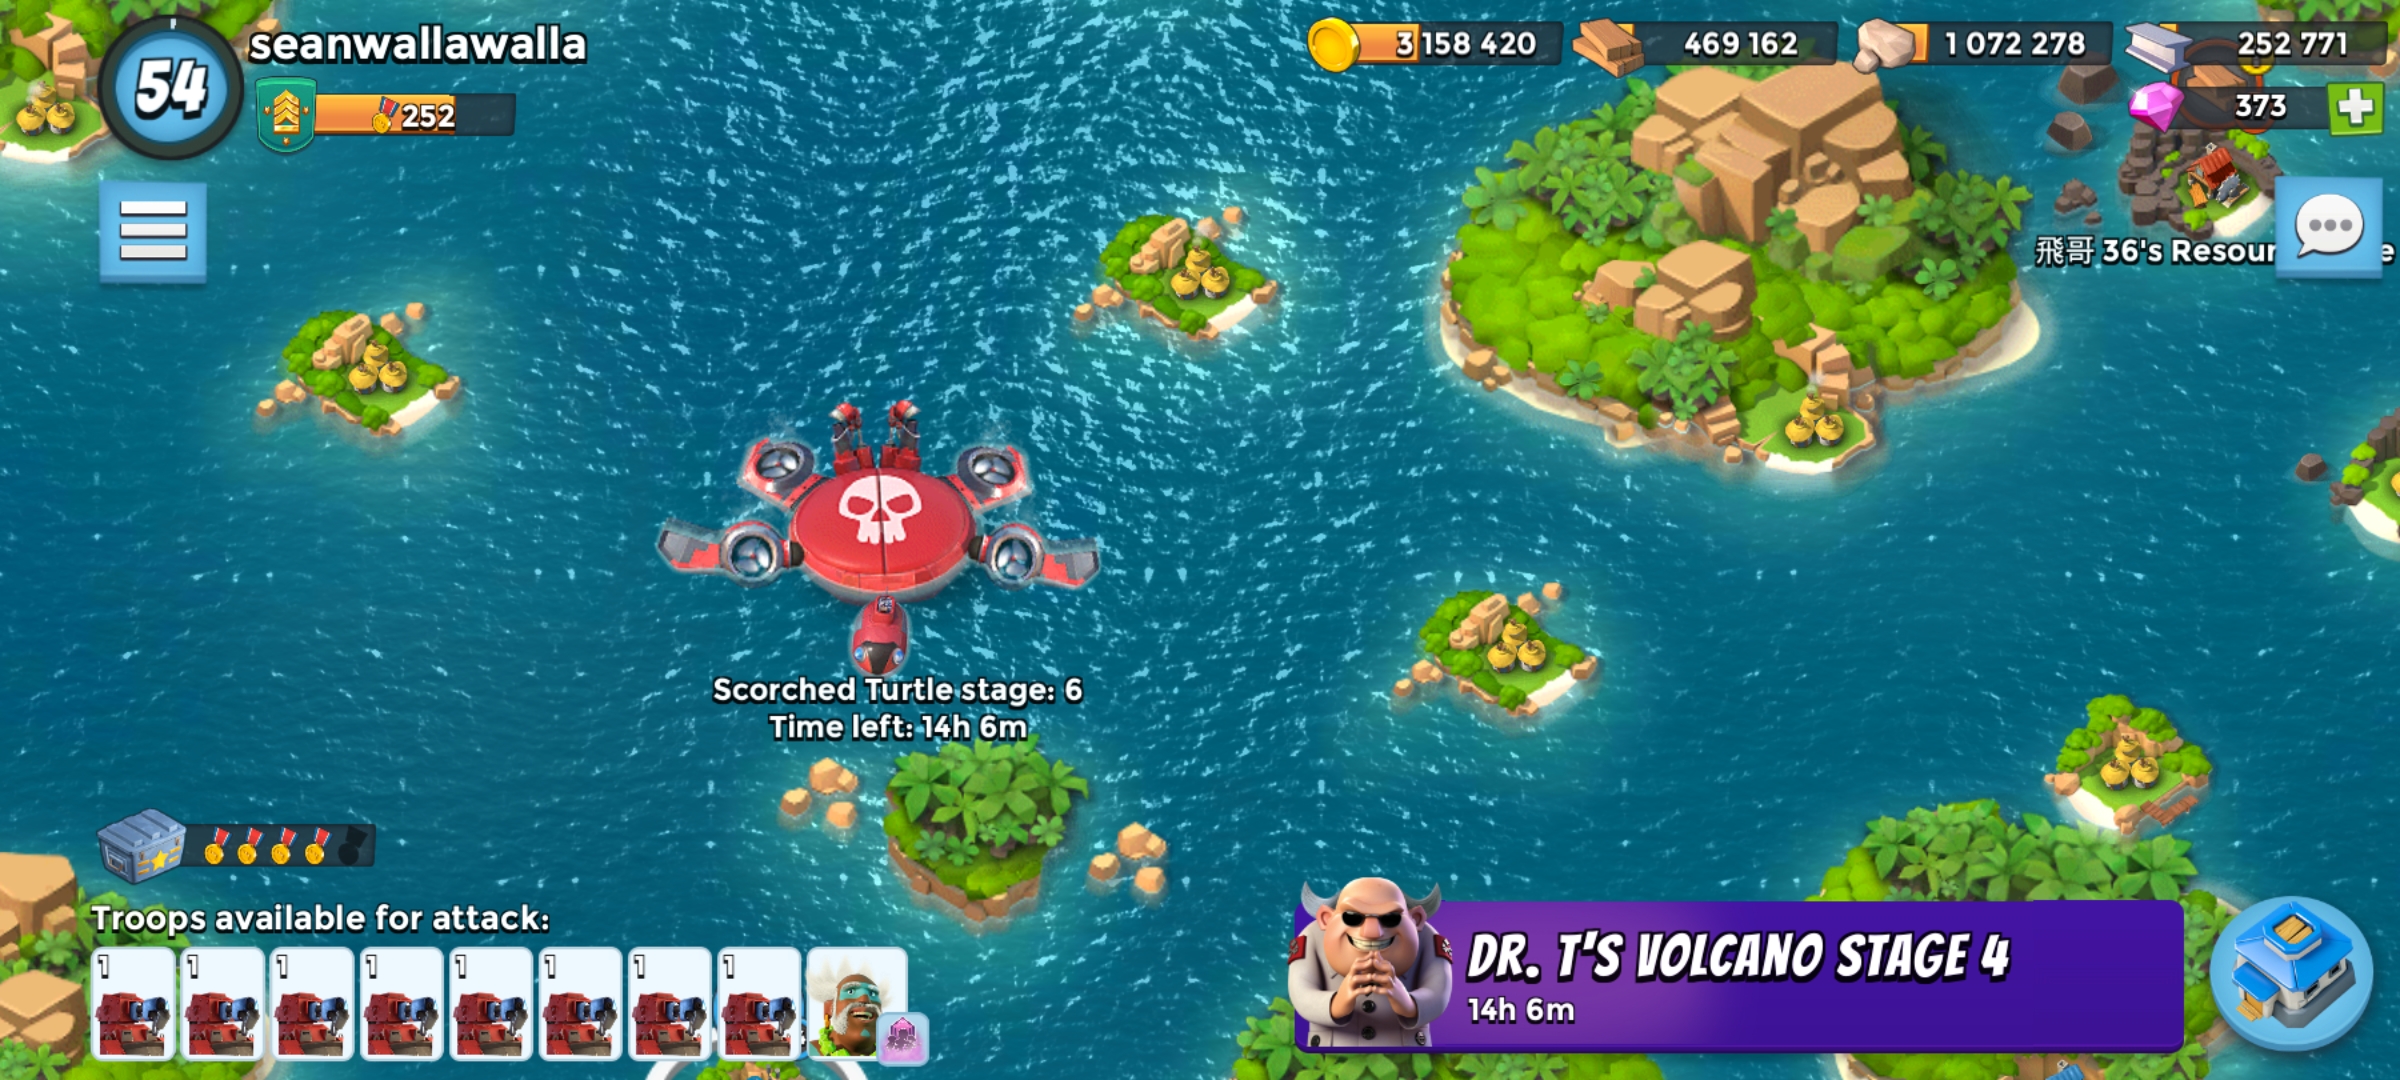 54
seanwallawalla
252
3 158 420
469 162
1 072 278
252 771
373
飛哥 36's Resour
Scorched Turtle stage: 6
Time left: 14h 6m
Troops available for attack:
1 1 1 1 1 1 1 1
DR. T'S VOLCANO STAGE 4
14h 6m